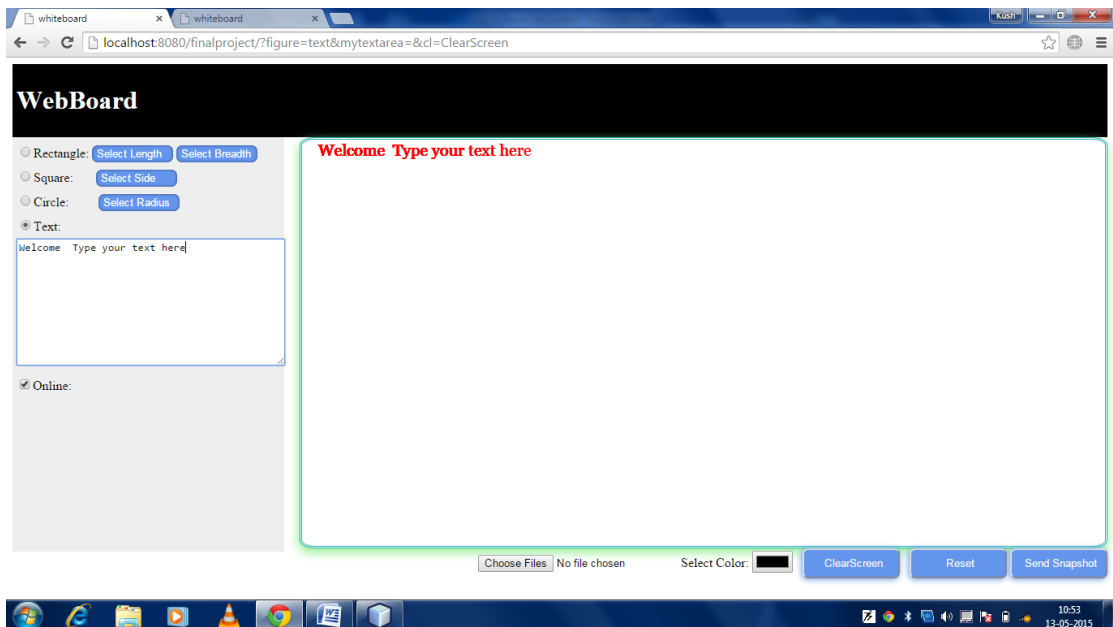 whiteboard
whiteboard
Kush
localhost:8080/finalproject/?figure=text&mytextarea=&cl=ClearScreen
WebBoard
Rectangle: Select Length Select Breadth
Square: Select Side
Circle: Select Radius
Text:
Welcome  Type your text here
Online:
Welcome  Type your text here
Choose Files No file chosen Select Color: ClearScreen Reset Send Snapshot
10:53
13-05-2015